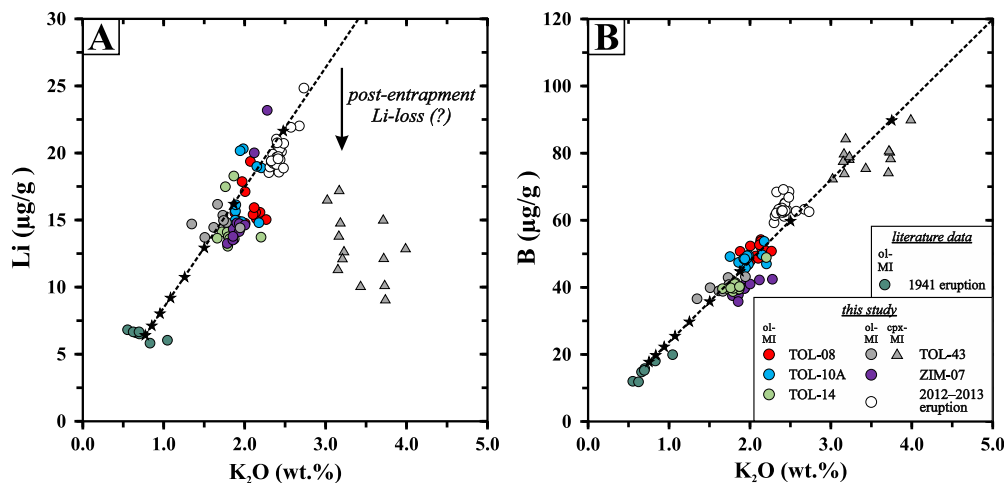 A
30
25
20
15
10
5
0
Li (µg/g)
0.0 1.0 2.0 3.0 4.0 5.0
K₂O (wt.%)
post-entrapment
Li-loss (?)
B
120
100
80
60
40
20
0
B (µg/g)
0.0 1.0 2.0 3.0 4.0 5.0
K₂O (wt.%)
literature data
ol-
MI
1941 eruption
this study
ol- ol- cpx-
MI MI MI
TOL-08 TOL-43
TOL-10A ZIM-07
TOL-14 2012–2013
eruption